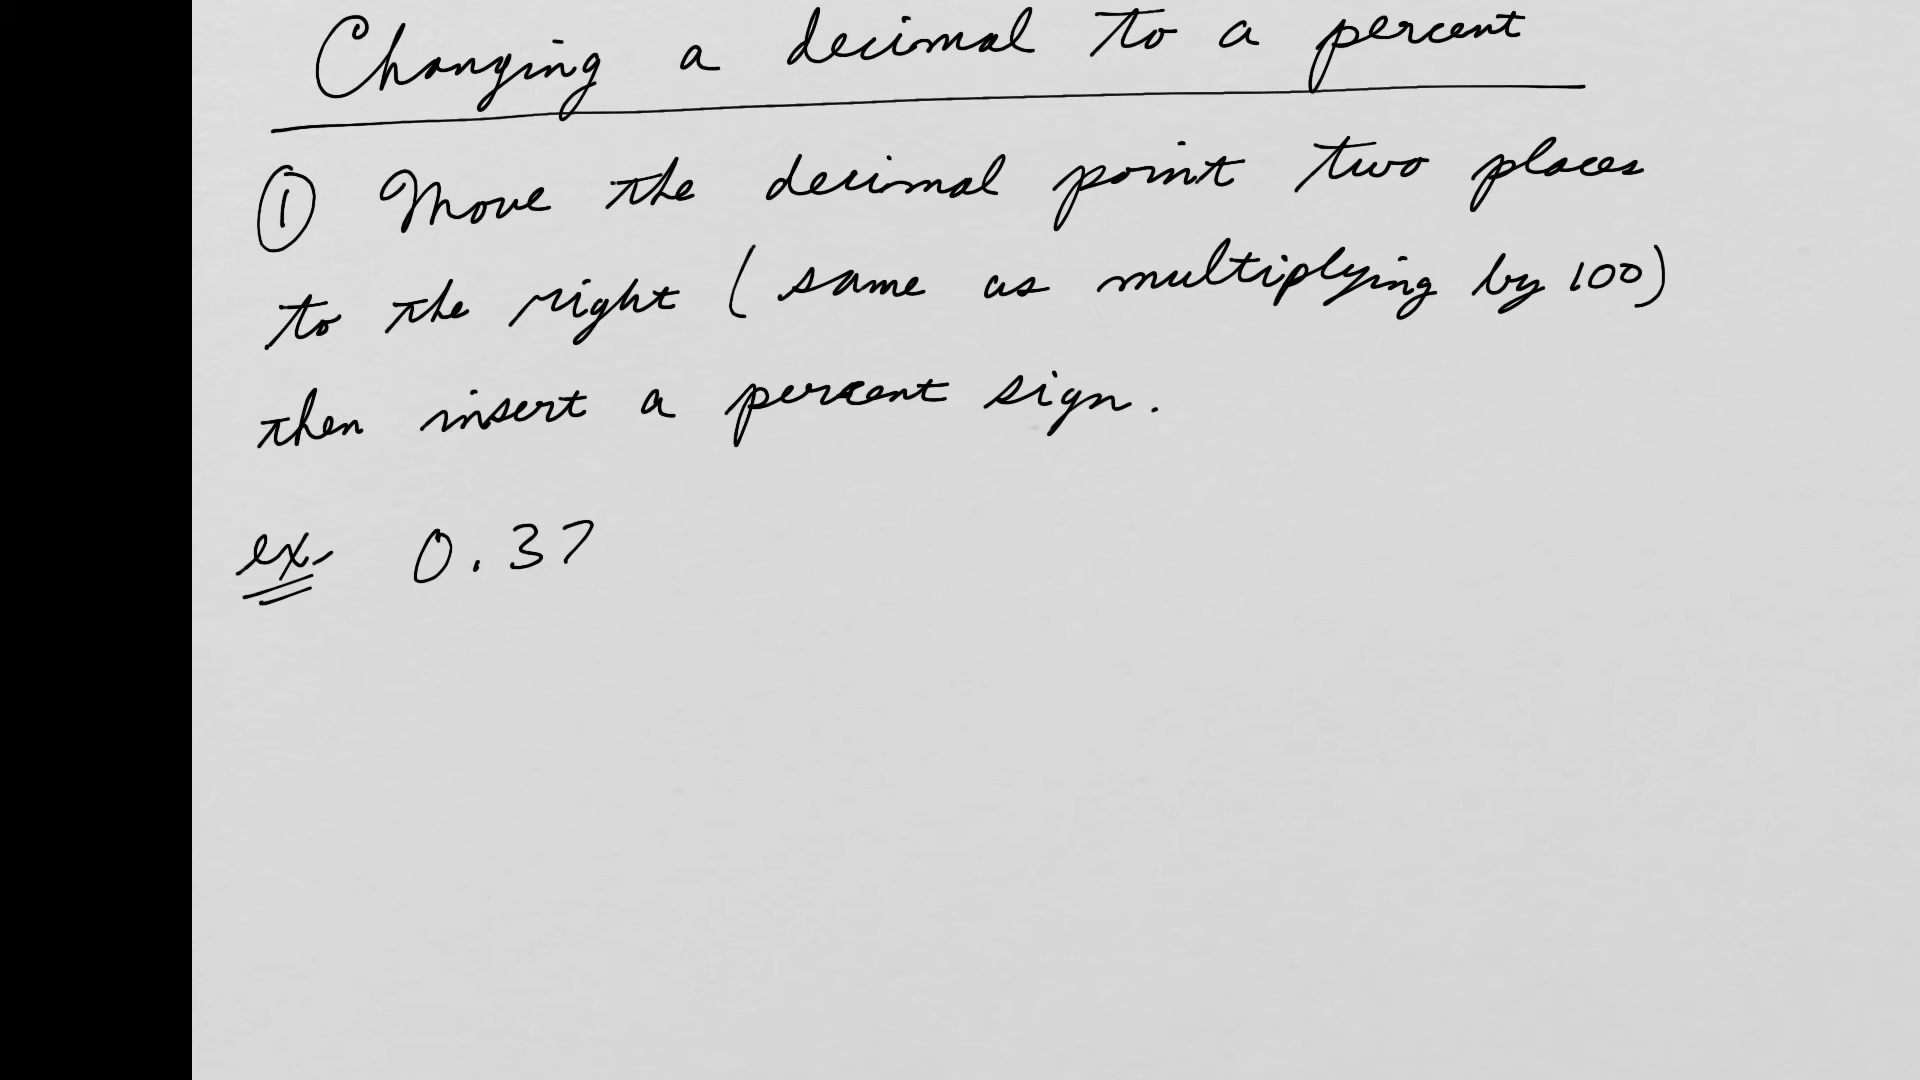 Changing a decimal to a percent
① Move the decimal point two places
to the right (same as multiplying by 100)
then insert a percent sign.
ex. 0.37